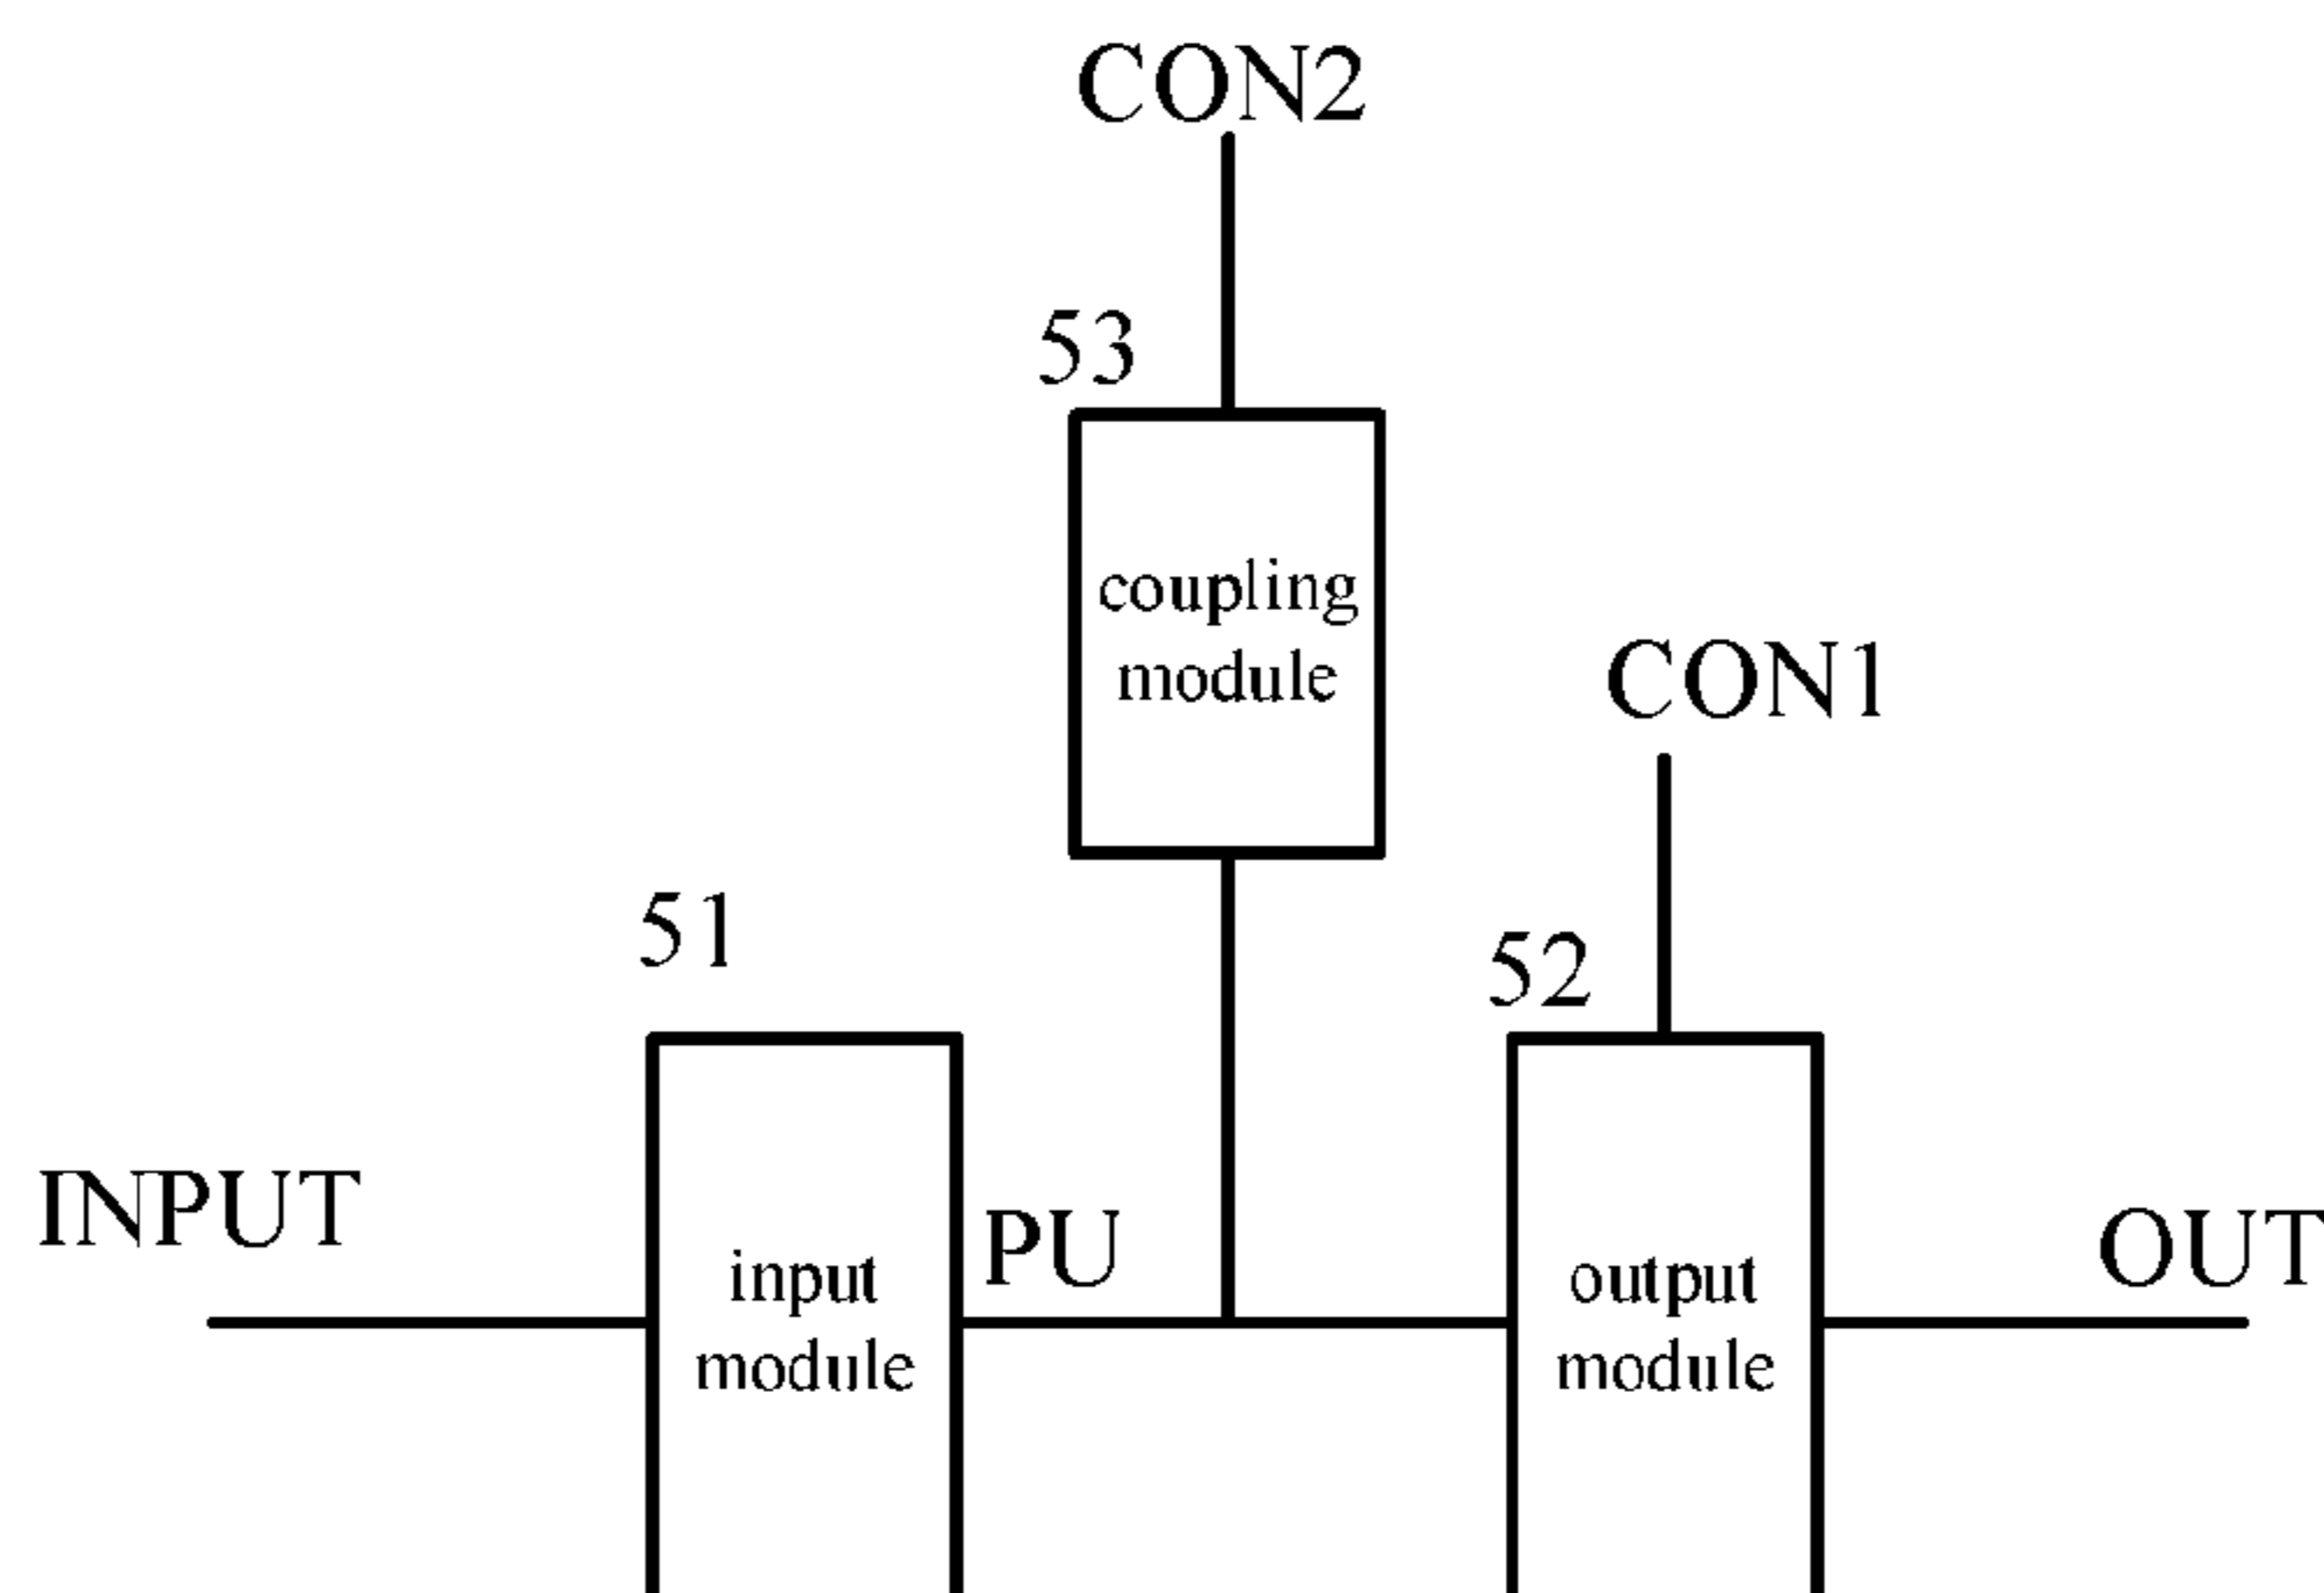 CON2
53
coupling
module
CON1
51
52
INPUT
PU
OUT
input
module
output
module